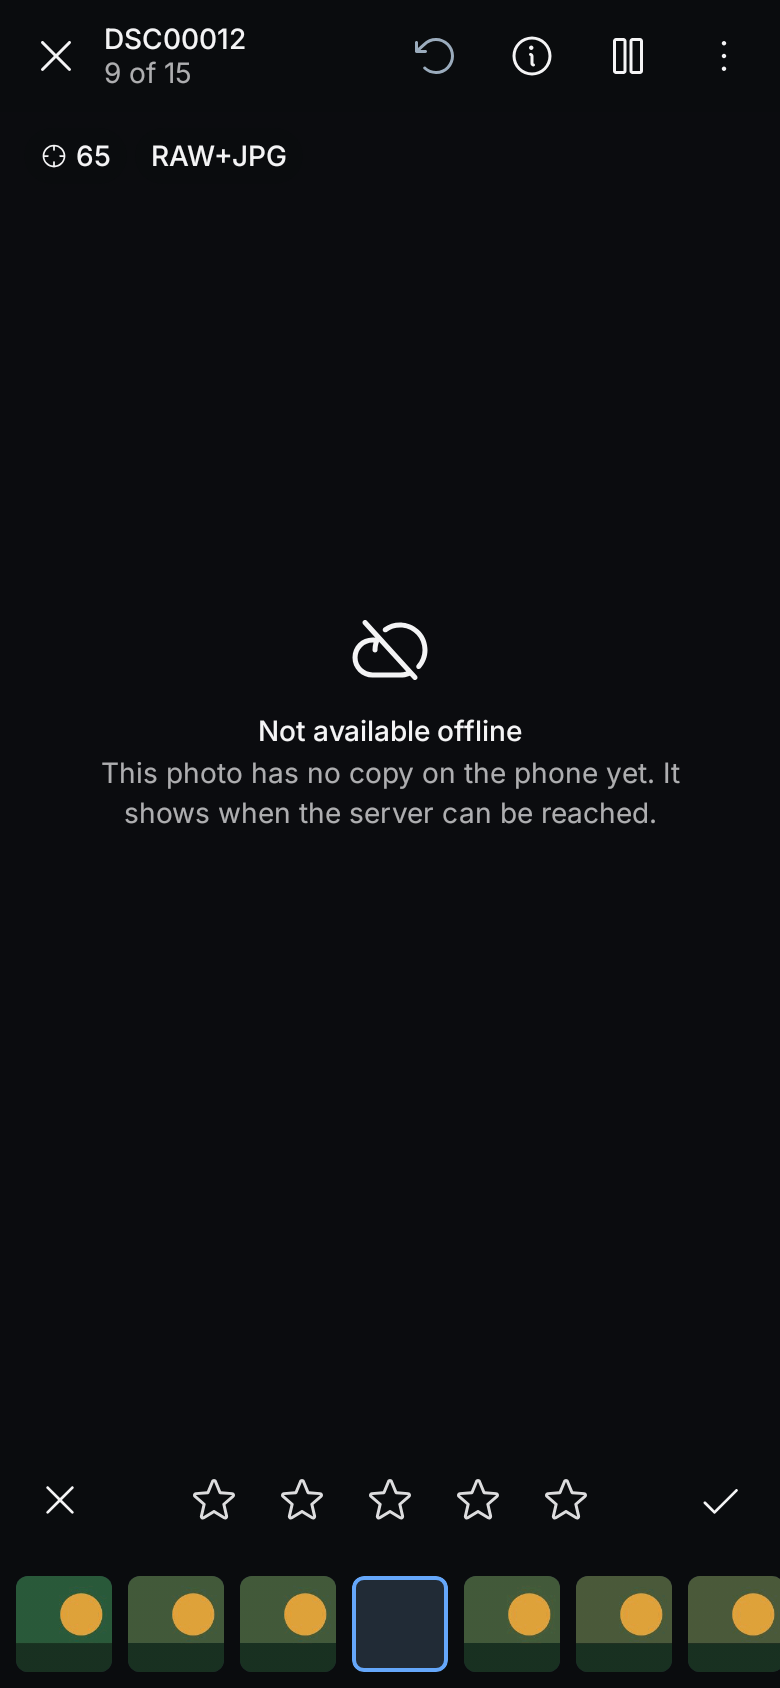 DSC00012
9 of 15
65 RAW+JPG
Not available offline
This photo has no copy on the phone yet. It
shows when the server can be reached.